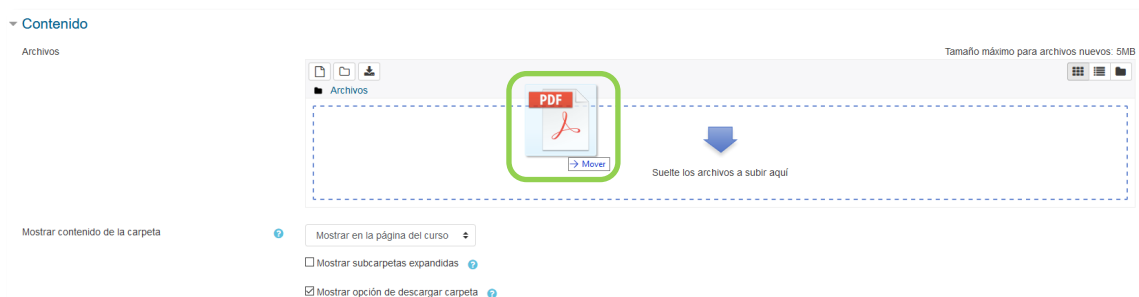 Contenido
Archivos
Tamaño máximo para archivos nuevos: 5MB
Archivos
PDF
Mover
Suelte los archivos a subir aquí
Mostrar contenido de la carpeta
Mostrar en la página del curso
Mostrar subcarpetas expandidas
Mostrar opción de descargar carpeta